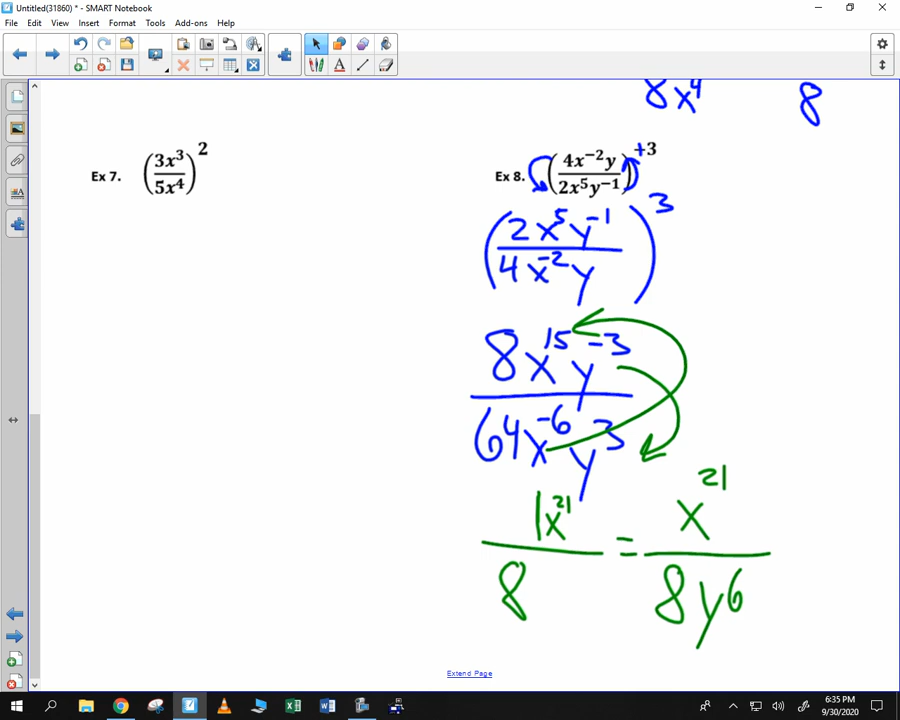 Untitled(31860) * - SMART Notebook
File Edit View Insert Format Tools Add-ons Help
8x⁴ 8
Ex 7. (3x³/5x⁴)²
Ex 8. (4x⁻²y/2x⁵y⁻¹)⁺³
(2x⁵y⁻¹/4x⁻²y)³
8x¹⁵y⁻³
64x⁻⁶y³
1x²¹/8 = x²¹/8y⁶
Extend Page
6:35 PM
9/30/2020